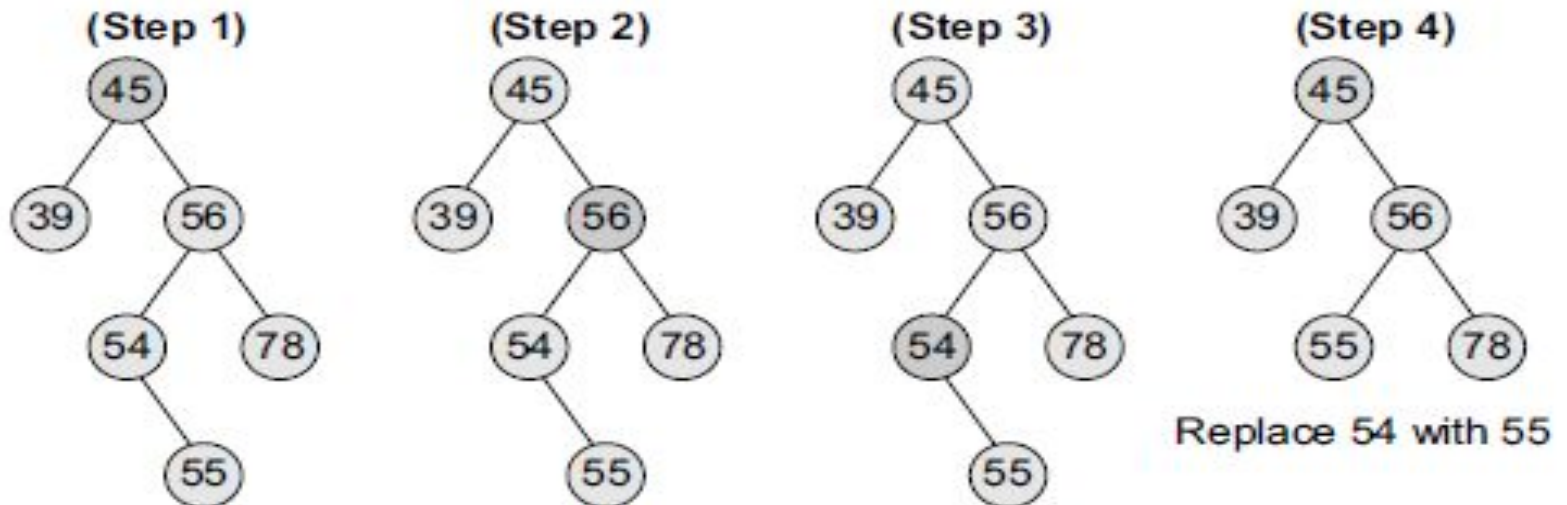 (Step 1) (Step 2) (Step 3) (Step 4)
45 45 45 45
39 56 39 56 39 56 39 56
54 78 54 78 54 78 55 78
Replace 54 with 55
55 55 55